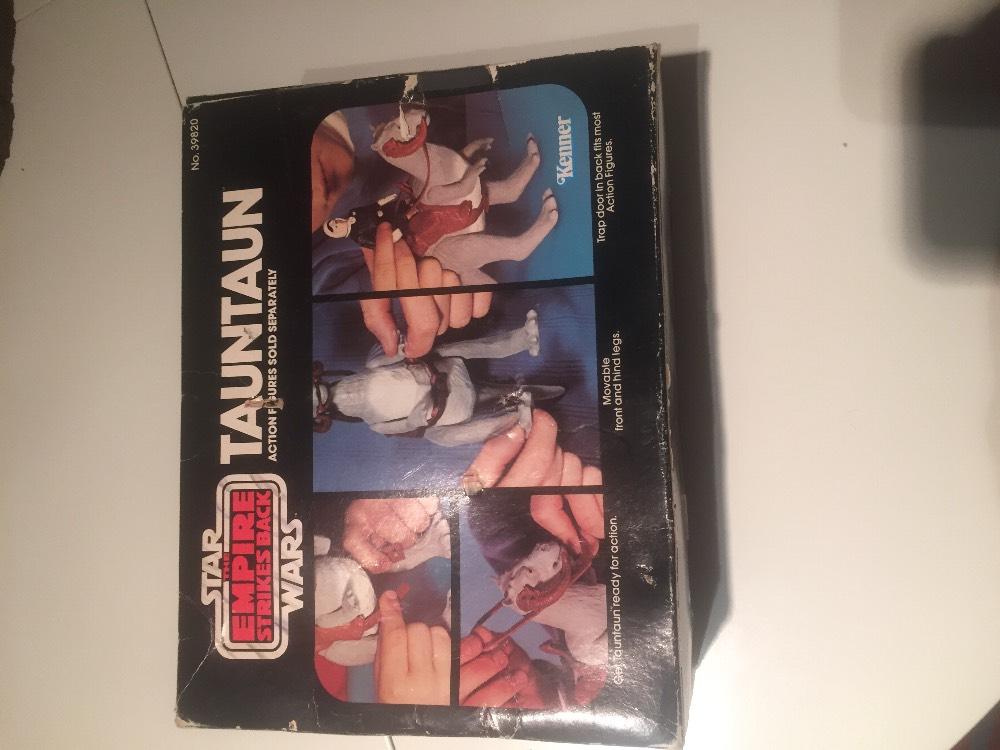 STAR
THE
EMPIRE
STRIKES BACK
WARS
TAUNTAUN
ACTION FIGURES SOLD SEPARATELY
No. 39820
Kenner
Get Tauntaun ready for action.
Movable
front and hind legs.
Trap door in back fits most
Action Figures.